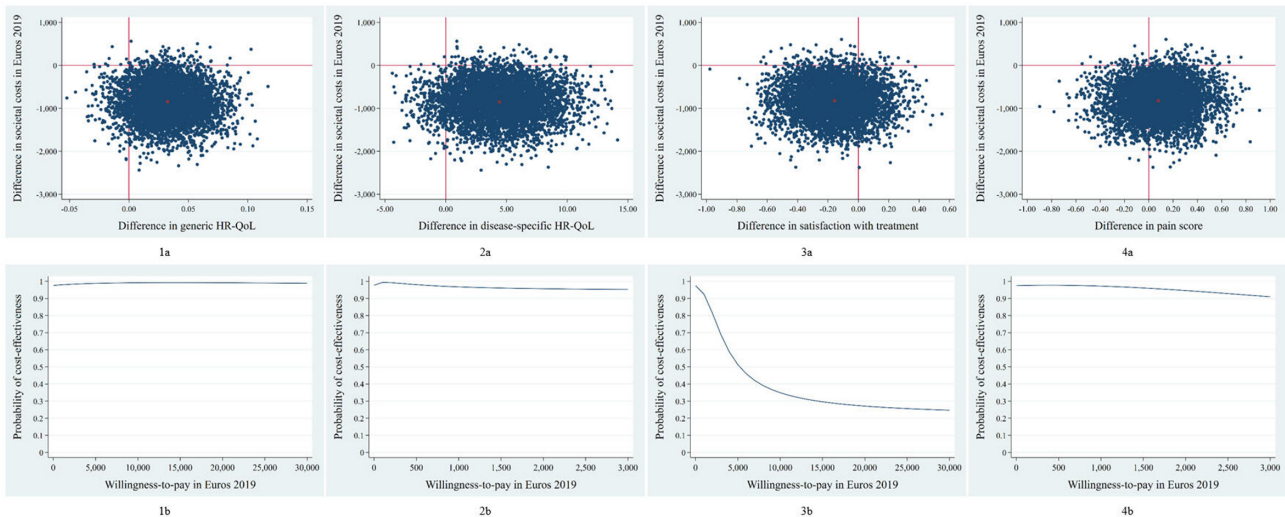 Difference in societal costs in Euros 2019
1,000
0
-1,000
-2,000
-3,000
-0.05 0.00 0.05 0.10 0.15
Difference in generic HR-QoL
1a
Difference in societal costs in Euros 2019
1,000
0
-1,000
-2,000
-3,000
-5.00 0.00 5.00 10.00 15.00
Difference in disease-specific HR-QoL
2a
Difference in societal costs in Euros 2019
1,000
0
-1,000
-2,000
-3,000
-1.00 -0.80 -0.60 -0.40 -0.20 0.00 0.20 0.40 0.60
Difference in satisfaction with treatment
3a
Difference in societal costs in Euros 2019
1,000
0
-1,000
-2,000
-3,000
-1.00 -0.80 -0.60 -0.40 -0.20 0.00 0.20 0.40 0.60 0.80 1.00
Difference in pain score
4a
Probability of cost-effectiveness
1
0.9
0.8
0.7
0.6
0.5
0.4
0.3
0.2
0.1
0
0 5,000 10,000 15,000 20,000 25,000 30,000
Willingness-to-pay in Euros 2019
1b
Probability of cost-effectiveness
1
0.9
0.8
0.7
0.6
0.5
0.4
0.3
0.2
0.1
0
0 500 1,000 1,500 2,000 2,500 3,000
Willingness-to-pay in Euros 2019
2b
Probability of cost-effectiveness
1
0.9
0.8
0.7
0.6
0.5
0.4
0.3
0.2
0.1
0
0 5,000 10,000 15,000 20,000 25,000 30,000
Willingness-to-pay in Euros 2019
3b
Probability of cost-effectiveness
1
0.9
0.8
0.7
0.6
0.5
0.4
0.3
0.2
0.1
0
0 500 1,000 1,500 2,000 2,500 3,000
Willingness-to-pay in Euros 2019
4b